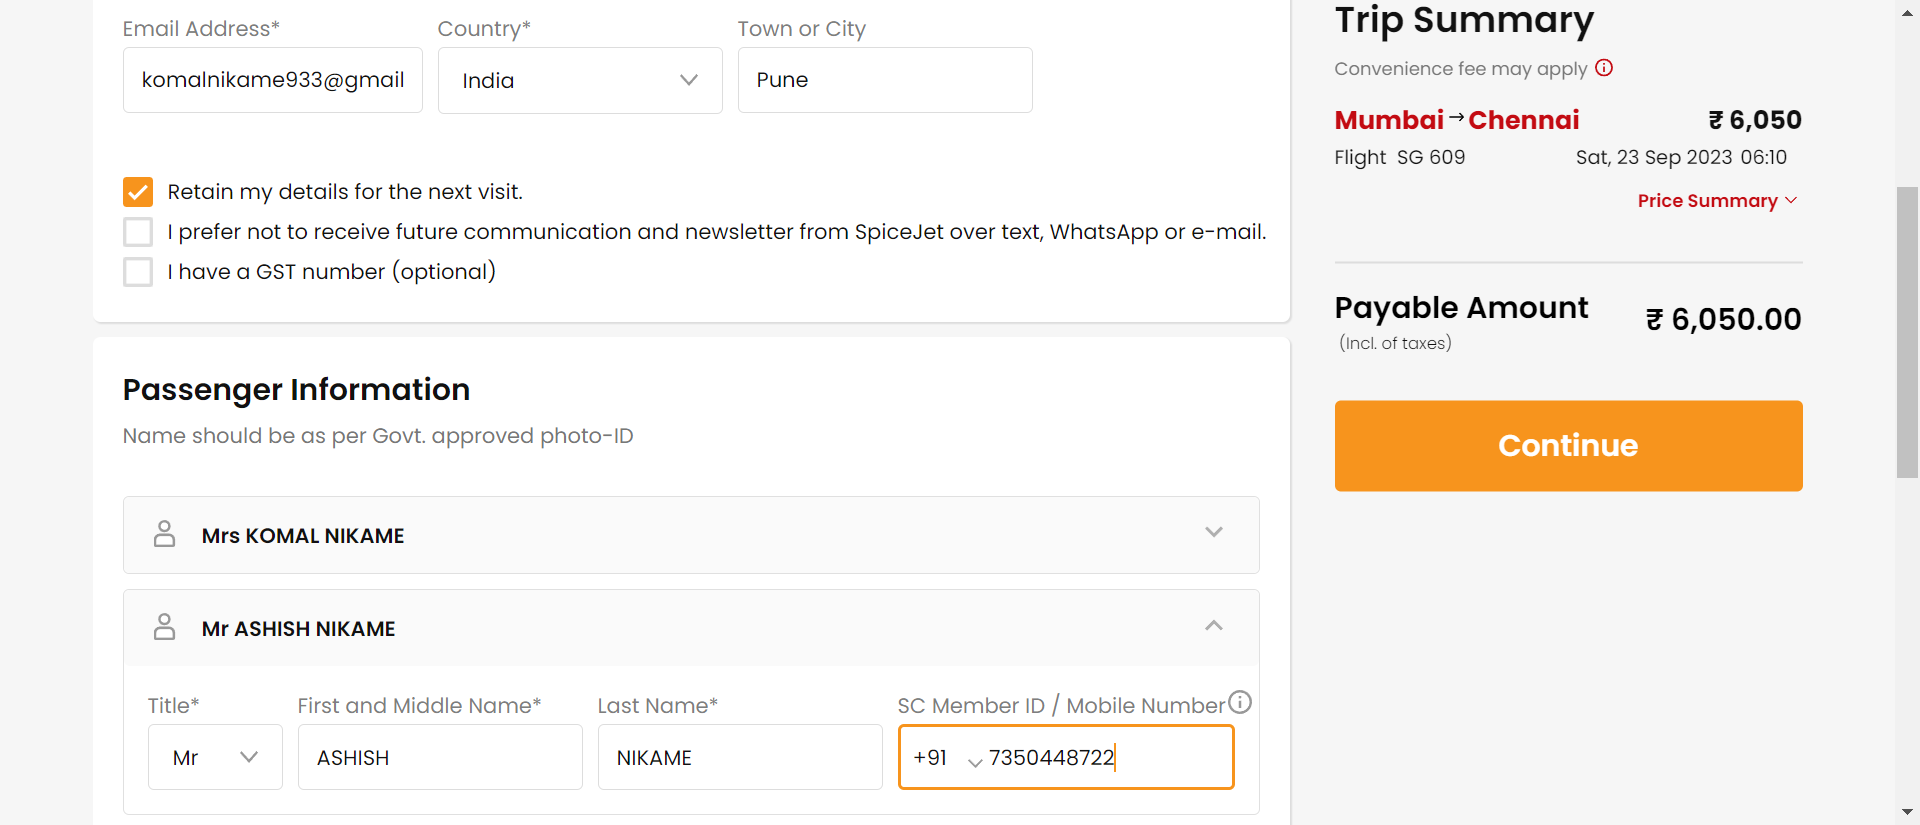 Email Address*
Country*
Town or City
komalnikame933@gmail
India
Pune
Retain my details for the next visit.
I prefer not to receive future communication and newsletter from SpiceJet over text, WhatsApp or e-mail.
I have a GST number (optional)
Passenger Information
Name should be as per Govt. approved photo-ID
Mrs KOMAL NIKAME
Mr ASHISH NIKAME
Title*
First and Middle Name*
Last Name*
SC Member ID / Mobile Number
Mr
ASHISH
NIKAME
+91 7350448722
Trip Summary
Convenience fee may apply
Mumbai → Chennai ₹ 6,050
Flight SG 609 Sat, 23 Sep 2023 06:10
Price Summary
Payable Amount ₹ 6,050.00
(Incl. of taxes)
Continue